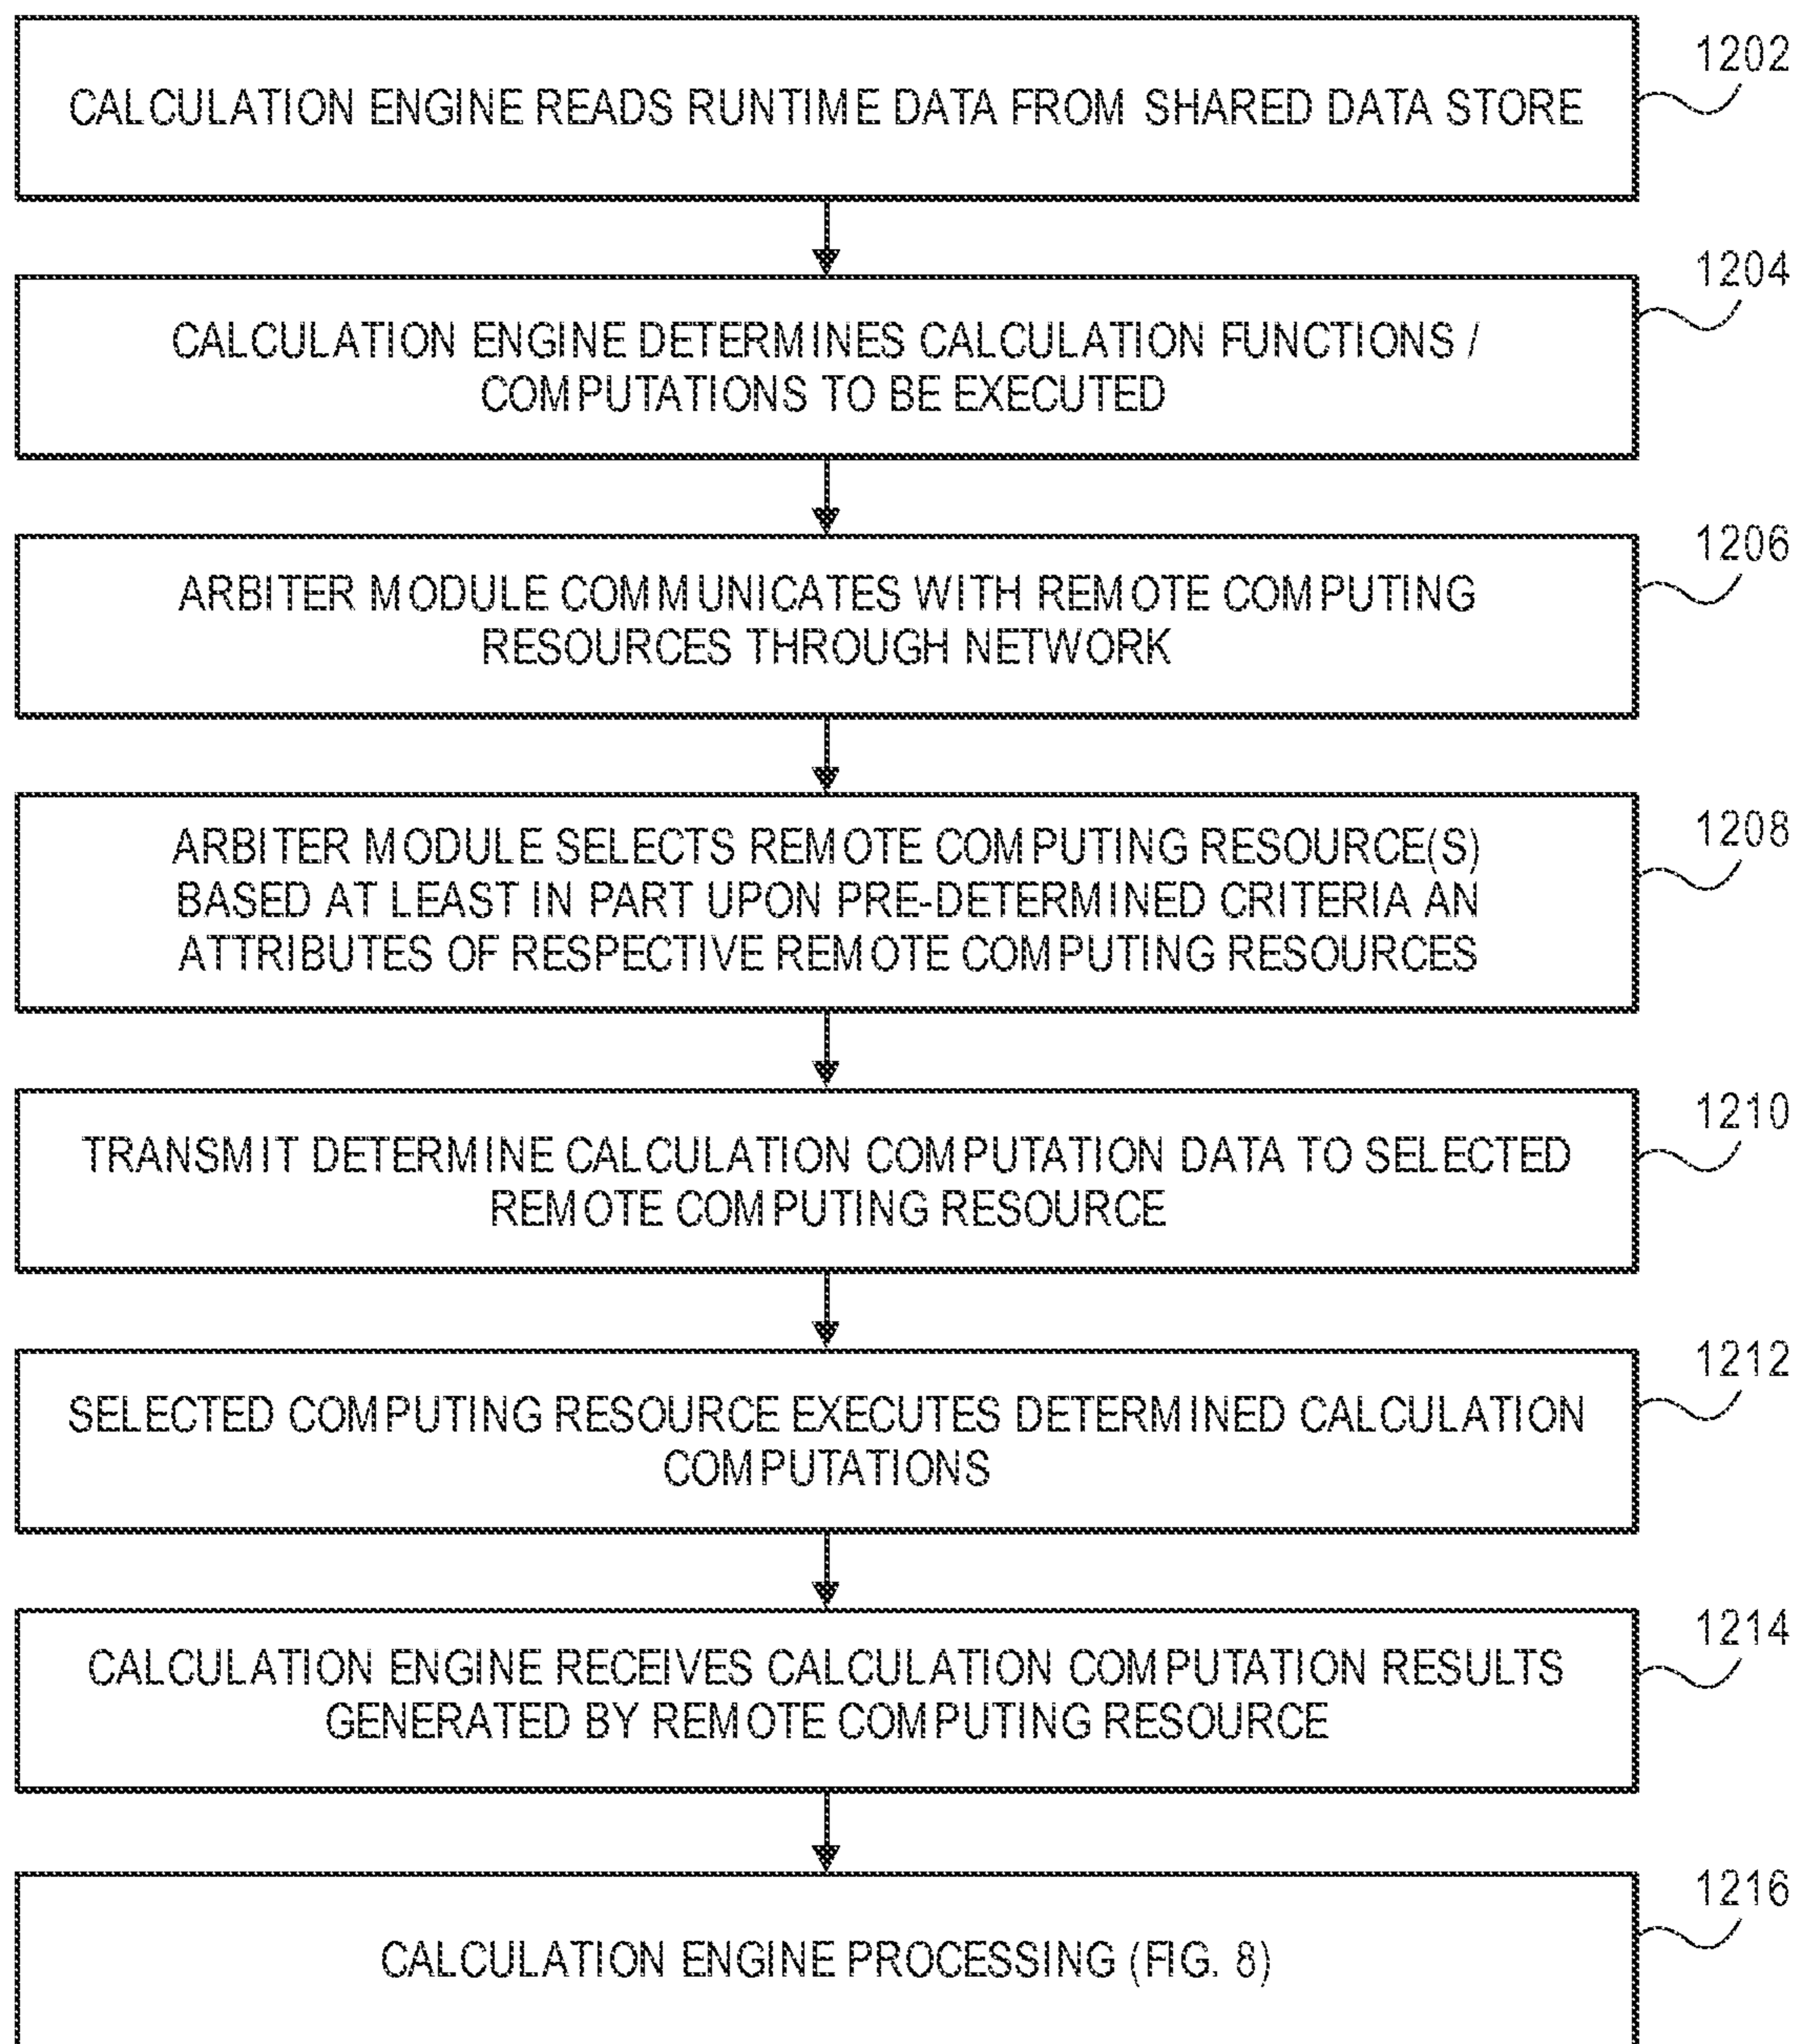 CALCULATION ENGINE READS RUNTIME DATA FROM SHARED DATA STORE
1202
CALCULATION ENGINE DETERMINES CALCULATION FUNCTIONS /
COMPUTATIONS TO BE EXECUTED
1204
ARBITER MODULE COMMUNICATES WITH REMOTE COMPUTING
RESOURCES THROUGH NETWORK
1206
ARBITER MODULE SELECTS REMOTE COMPUTING RESOURCE(S)
BASED AT LEAST IN PART UPON PRE-DETERMINED CRITERIA AN
ATTRIBUTES OF RESPECTIVE REMOTE COMPUTING RESOURCES
1208
TRANSMIT DETERMINE CALCULATION COMPUTATION DATA TO SELECTED
REMOTE COMPUTING RESOURCE
1210
SELECTED COMPUTING RESOURCE EXECUTES DETERMINED CALCULATION
COMPUTATIONS
1212
CALCULATION ENGINE RECEIVES CALCULATION COMPUTATION RESULTS
GENERATED BY REMOTE COMPUTING RESOURCE
1214
CALCULATION ENGINE PROCESSING (FIG. 8)
1216